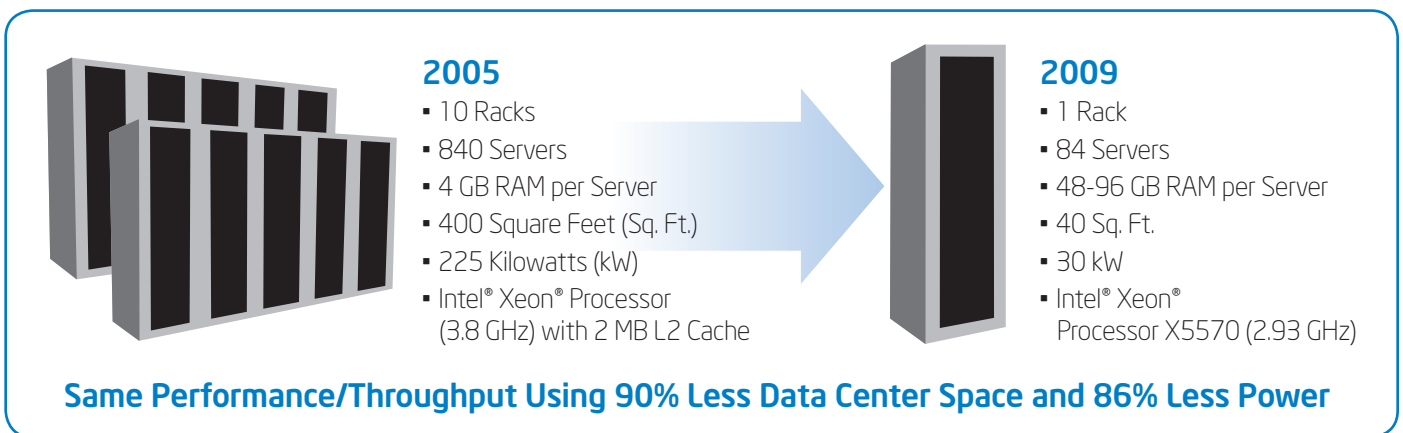 2005
▪ 10 Racks
▪ 840 Servers
▪ 4 GB RAM per Server
▪ 400 Square Feet (Sq. Ft.)
▪ 225 Kilowatts (kW)
▪ Intel® Xeon® Processor
(3.8 GHz) with 2 MB L2 Cache
2009
▪ 1 Rack
▪ 84 Servers
▪ 48-96 GB RAM per Server
▪ 40 Sq. Ft.
▪ 30 kW
▪ Intel® Xeon®
Processor X5570 (2.93 GHz)
Same Performance/Throughput Using 90% Less Data Center Space and 86% Less Power